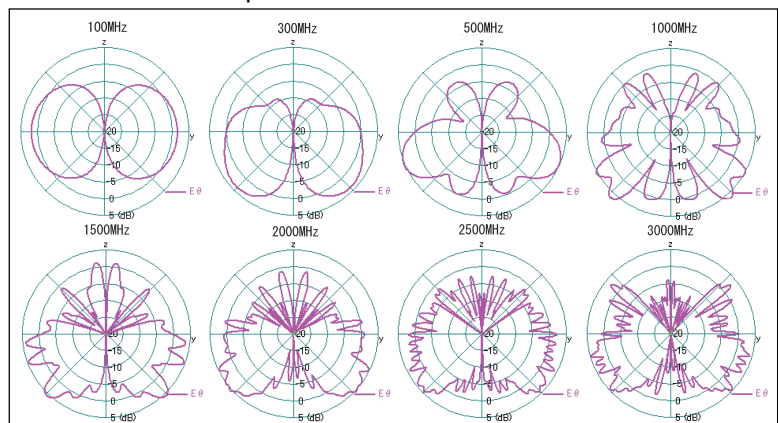 100MHz 300MHz 500MHz 1000MHz
z z z z
y y y y
-20 -20 -20 -20
-15 -15 -15 -15
-10 -10 -10 -10
-5 -5 -5 -5
0 0 0 0
Eθ Eθ Eθ Eθ
5 (dB) 5 (dB) 5 (dB) 5 (dB)
1500MHz 2000MHz 2500MHz 3000MHz
z z z z
y y y y
-20 -20 -20 -20
-15 -15 -15 -15
-10 -10 -10 -10
-5 -5 -5 -5
0 0 0 0
Eθ Eθ Eθ Eθ
5 (dB) 5 (dB) 5 (dB) 5 (dB)